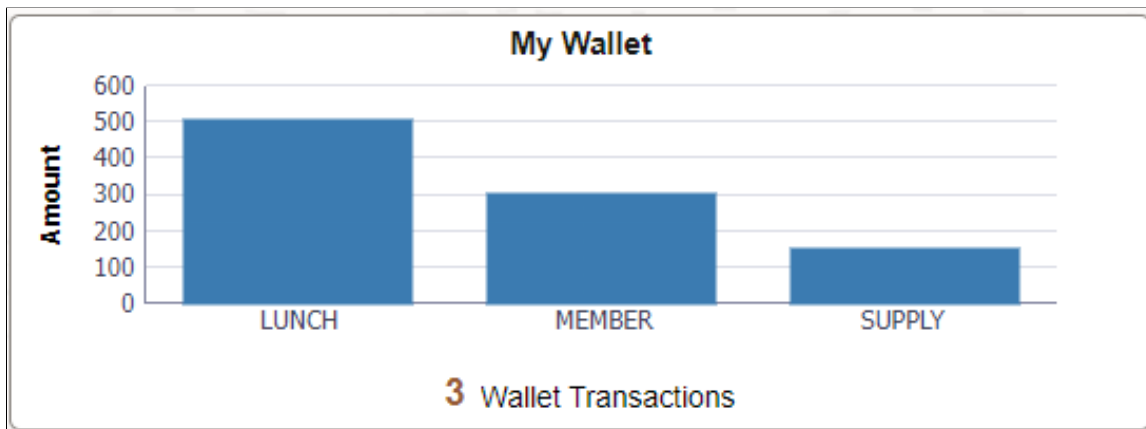 My Wallet
Amount
600
500
400
300
200
100
0
LUNCH MEMBER SUPPLY
3 Wallet Transactions